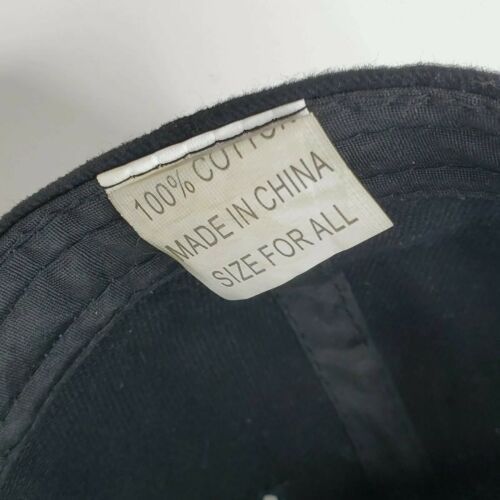 100% COTTON
MADE IN CHINA
SIZE FOR ALL